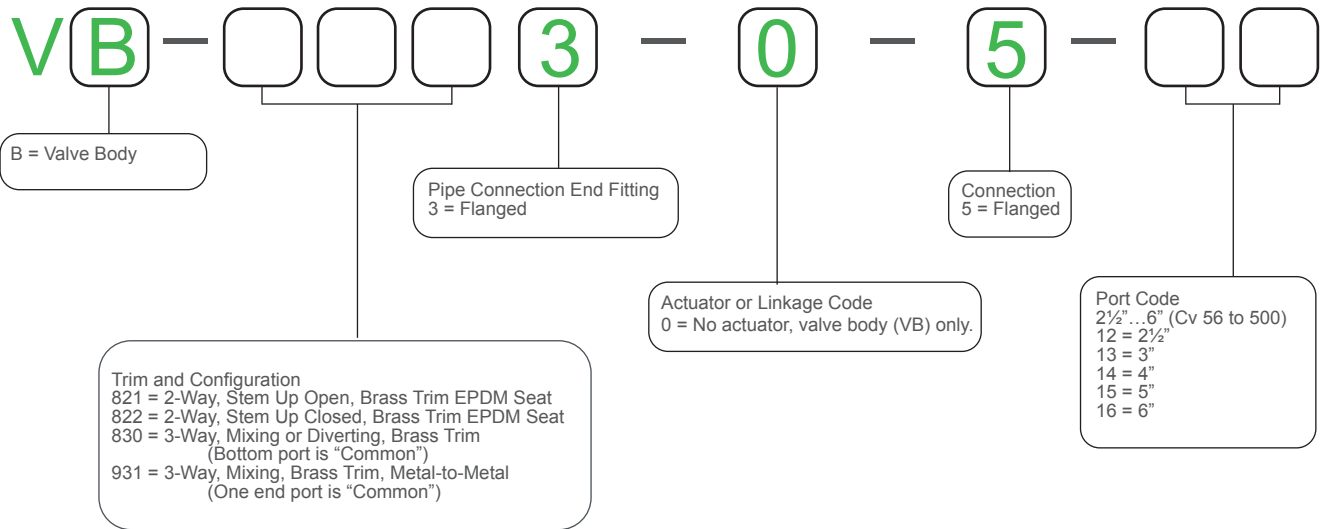 VB – 3 – 0 – 5 –
B = Valve Body
Pipe Connection End Fitting
3 = Flanged
Connection
5 = Flanged
Actuator or Linkage Code
0 = No actuator, valve body (VB) only.
Port Code
2½”…6” (Cv 56 to 500)
12 = 2½”
13 = 3”
14 = 4”
15 = 5”
16 = 6”
Trim and Configuration
821 = 2-Way, Stem Up Open, Brass Trim EPDM Seat
822 = 2-Way, Stem Up Closed, Brass Trim EPDM Seat
830 = 3-Way, Mixing or Diverting, Brass Trim
(Bottom port is “Common”)
931 = 3-Way, Mixing, Brass Trim, Metal-to-Metal
(One end port is “Common”)